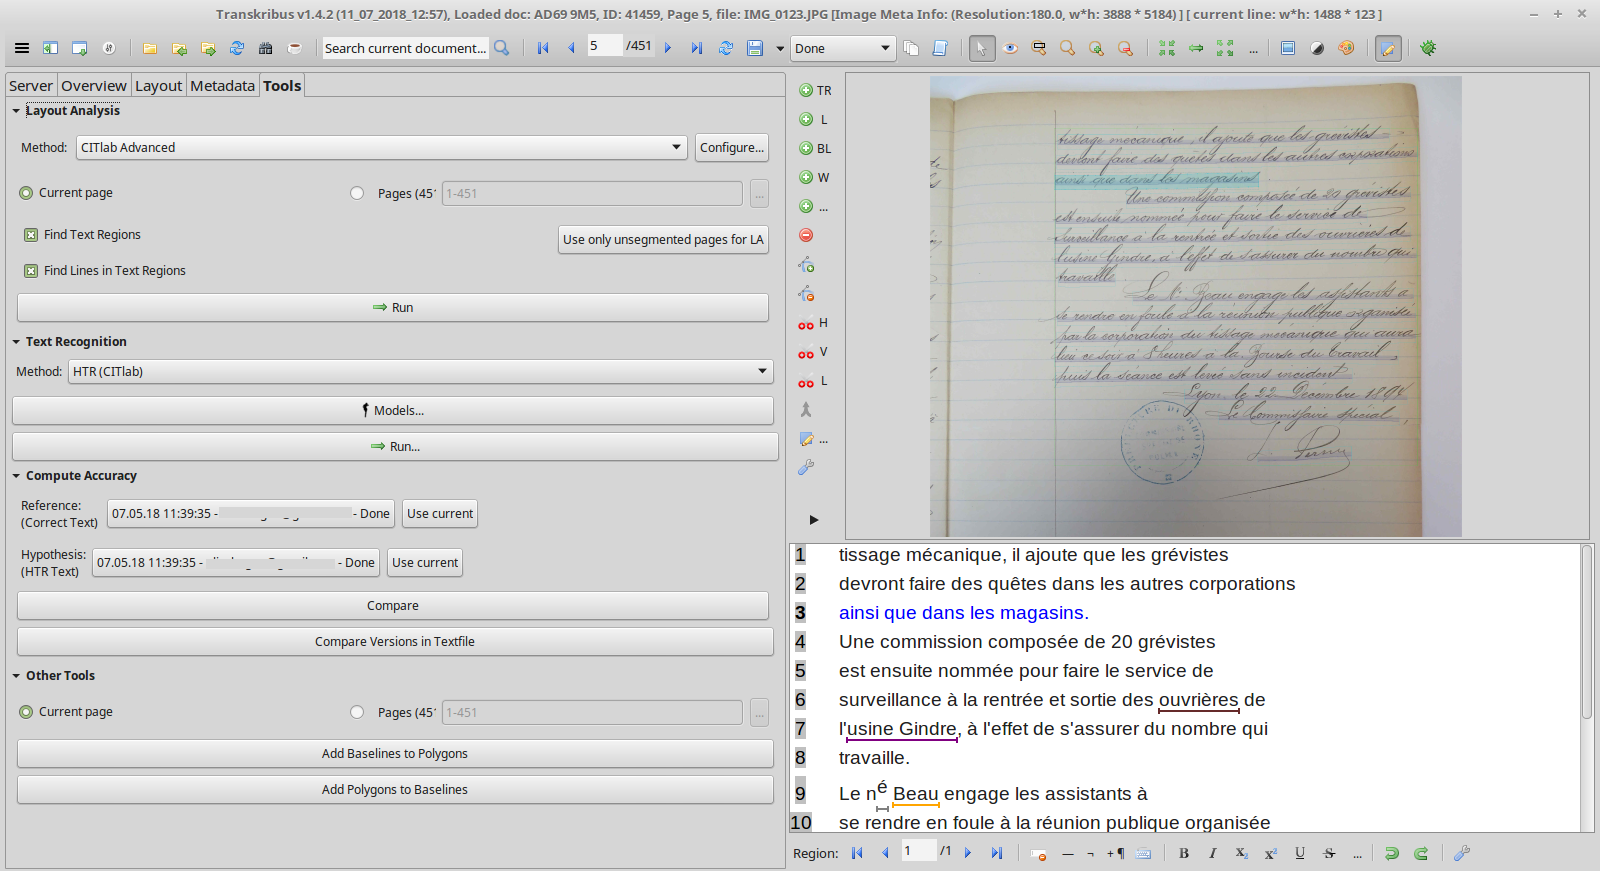 Transkribus v1.4.2 (11_07_2018_12:57), Loaded doc: AD69 9M5, ID: 41459, Page 5, file: IMG_0123.JPG [Image Meta Info: (Resolution:180.0, w*h: 3888 * 5184) ] [ current line: w*h: 1488 * 123 ]
Search current document...
5 /451
Done
...
Server Overview Layout Metadata Tools
Layout Analysis
Method: CITlab Advanced Configure...
Current page Pages (45 1-451 ...
Find Text Regions Use only unsegmented pages for LA
Find Lines in Text Regions
Run
Text Recognition
Method: HTR (CITlab)
Models...
Run...
Compute Accuracy
Reference:
(Correct Text) 07.05.18 11:39:35 - - Done Use current
Hypothesis:
(HTR Text) 07.05.18 11:39:35 - - Done Use current
Compare
Compare Versions in Textfile
Other Tools
Current page Pages (45 1-451 ...
Add Baselines to Polygons
Add Polygons to Baselines
TR
L
BL
W
...
H
V
L
...
tissage mécanique, il ajoute que les grévistes
devront faire des quêtes dans les autres corporations
ainsi que dans les magasins.
Une commission composée de 20 grévistes
est ensuite nommée pour faire le service de
surveillance à la rentrée et sortie des ouvrières de
l'usine Gindre, à l'effet de s'assurer du nombre qui
travaille.
Le Beau engage les assistants à
se rendre en foule à la réunion publique organisée
par la corporation du tissage mécanique qui aura
lieu ce soir à 8 heures à la Bourse du Travail,
puis la séance est levée sans incident.
Lyon, le 22 Décembre 189
Le Commissaire spécial,
1 tissage mécanique, il ajoute que les grévistes
2 devront faire des quêtes dans les autres corporations
3 ainsi que dans les magasins.
4 Une commission composée de 20 grévistes
5 est ensuite nommée pour faire le service de
6 surveillance à la rentrée et sortie des ouvrières de
7 l'usine Gindre, à l'effet de s'assurer du nombre qui
8 travaille.
9 Le né Beau engage les assistants à
10 se rendre en foule à la réunion publique organisée
Region: 1 /1 — ¬ +¶ B I X₂ X² U S ...